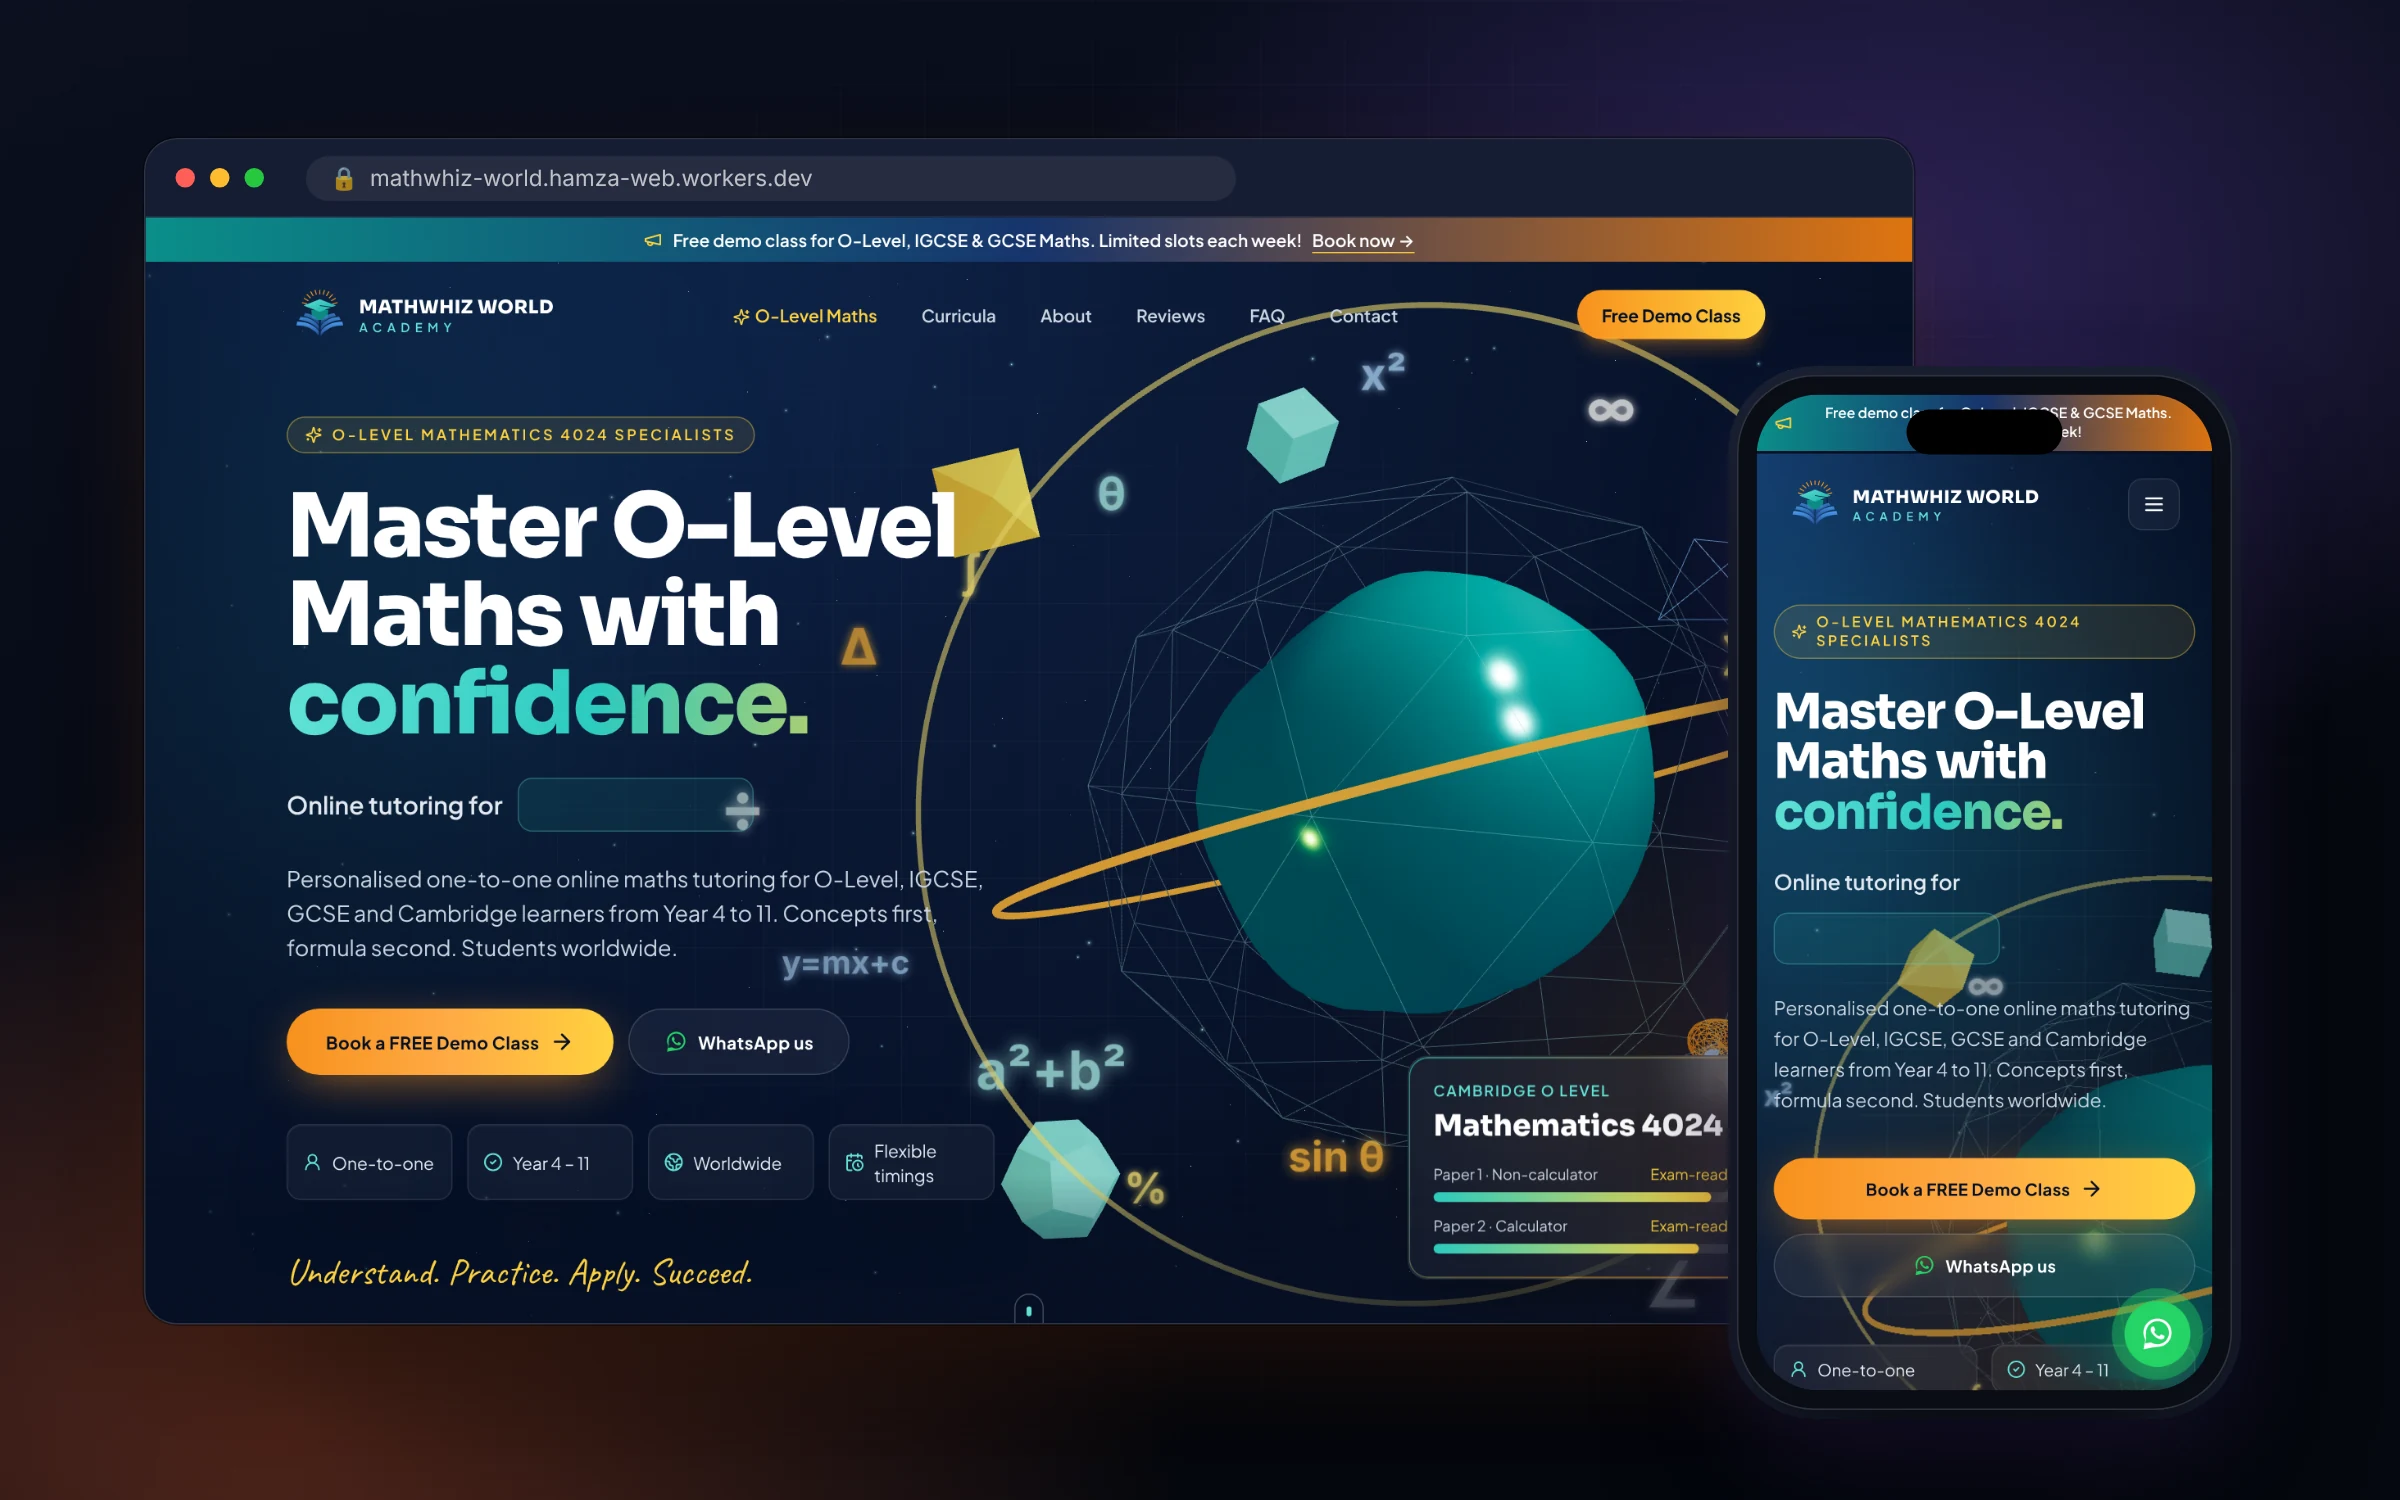 mathwhiz-world.hamza-web.workers.dev
Free demo class for O-Level, IGCSE & GCSE Maths. Limited slots each week! Book now →
MATHWHIZ WORLD
ACADEMY
O-Level Maths Curricula About Reviews FAQ Contact
Free Demo Class
O-LEVEL MATHEMATICS 4024 SPECIALISTS
Master O-Level
Maths with
confidence.
Online tutoring for
Personalised one-to-one online maths tutoring for O-Level, IGCSE,
GCSE and Cambridge learners from Year 4 to 11. Concepts first,
formula second. Students worldwide.
Book a FREE Demo Class →
WhatsApp us
One-to-one
Year 4 – 11
Worldwide
Flexible
timings
Understand. Practice. Apply. Succeed.
x²
∞
θ
∫
Δ
÷
y=mx+c
a²+b²
sin θ
%
∠
CAMBRIDGE O LEVEL
Mathematics 4024
Paper 1 · Non-calculator
Paper 2 · Calculator
Free demo & GCSE Maths.
MATHWHIZ WORLD
ACADEMY
O-LEVEL MATHEMATICS 4024
SPECIALISTS
Master O-Level
Maths with
confidence.
Online tutoring for
∞
Personalised one-to-one online maths tutoring
for O-Level, IGCSE, GCSE and Cambridge
learners from Year 4 to 11. Concepts first,
x²
formula second. Students worldwide.
Book a FREE Demo Class →
WhatsApp us
One-to-one
Year 4 – 11